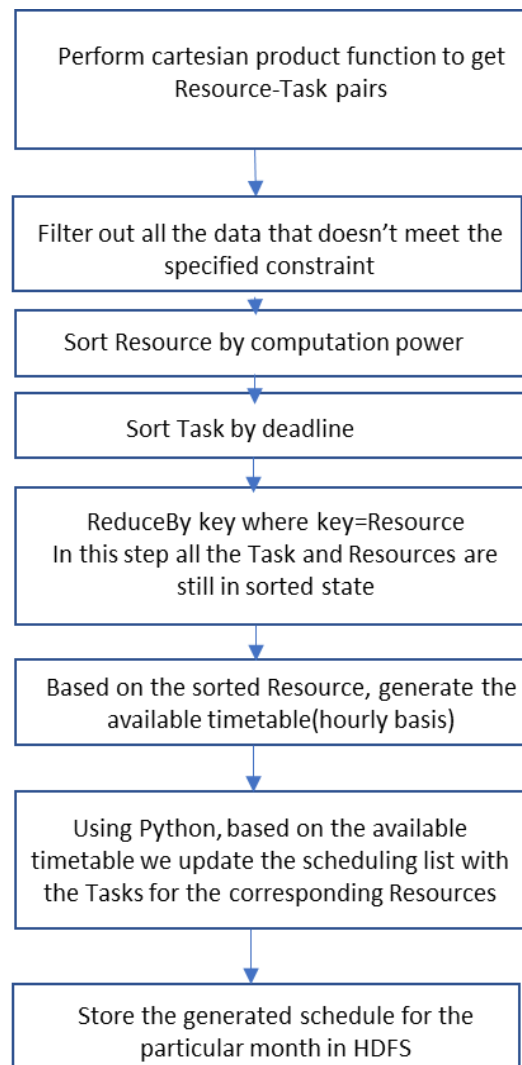 Perform cartesian product function to get
Resource-Task pairs
Filter out all the data that doesn’t meet the
specified constraint
Sort Resource by computation power
Sort Task by deadline
ReduceBy key where key=Resource
In this step all the Task and Resources are
still in sorted state
Based on the sorted Resource, generate the
available timetable(hourly basis)
Using Python, based on the available
timetable we update the scheduling list with
the Tasks for the corresponding Resources
Store the generated schedule for the
particular month in HDFS